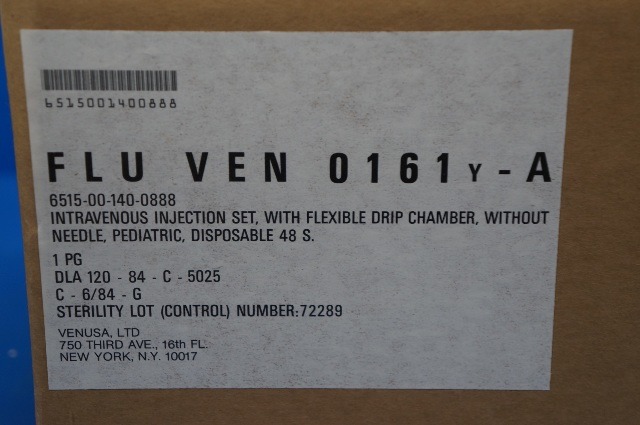 6515001400888
FLU VEN 0161 Y - A
6515-00-140-0888
INTRAVENOUS INJECTION SET, WITH FLEXIBLE DRIP CHAMBER, WITHOUT
NEEDLE, PEDIATRIC, DISPOSABLE 48 S.
1 PG
DLA 120 - 84 - C - 5025
C - 6/84 - G
STERILITY LOT (CONTROL) NUMBER:72289
VENUSA, LTD
750 THIRD AVE., 16th FL.
NEW YORK, N.Y. 10017